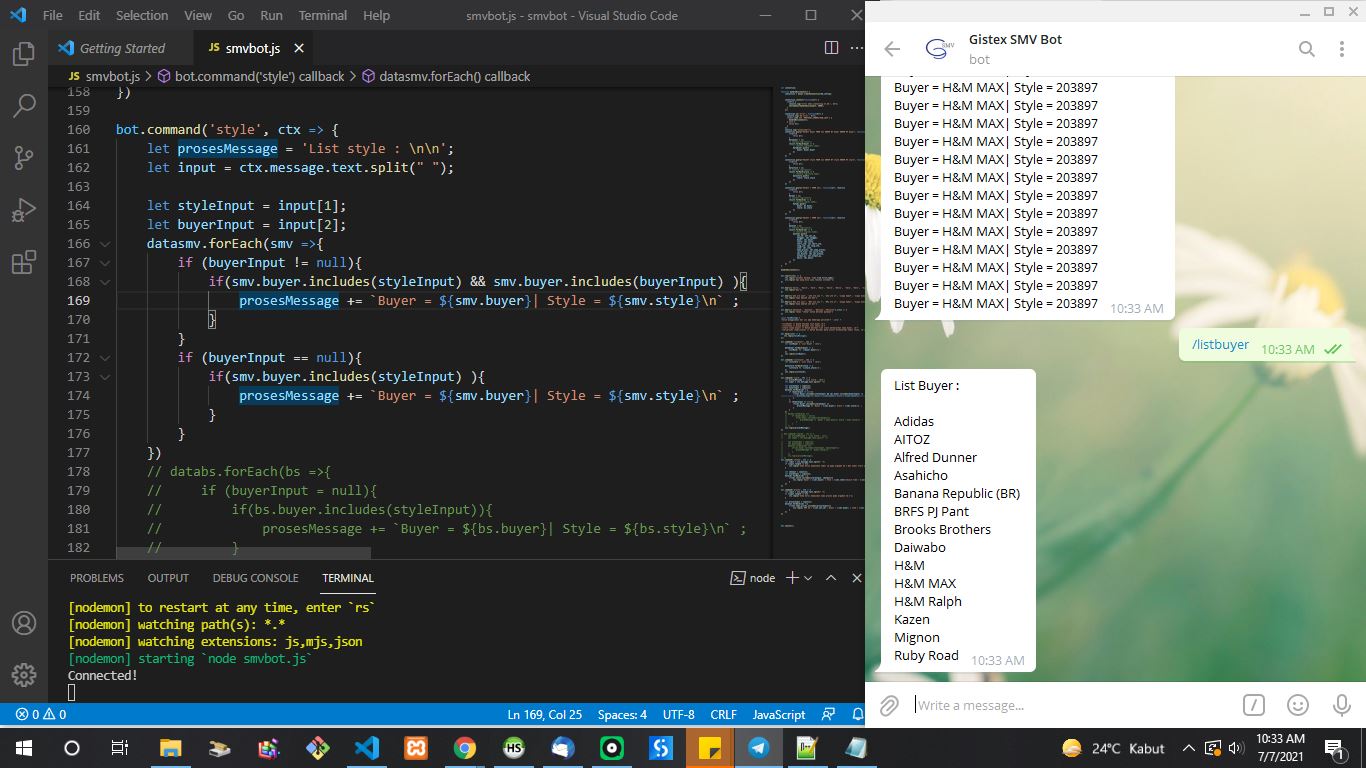 File Edit Selection View Go Run Terminal Help smvbot.js - smvbot - Visual Studio Code
Getting Started
JS smvbot.js
JS smvbot.js > bot.command('style') callback > datasmv.forEach() callback
158 })
159
160 bot.command('style', ctx => {
161 let prosesMessage = 'List style : \n\n';
162 let input = ctx.message.text.split(" ");
163
164 let styleInput = input[1];
165 let buyerInput = input[2];
166 datasmv.forEach(smv =>{
167 if (buyerInput != null){
168 if(smv.buyer.includes(styleInput) && smv.buyer.includes(buyerInput) ){
169 prosesMessage += `Buyer = ${smv.buyer}| Style = ${smv.style}\n` ;
170 }
171 }
172 if (buyerInput == null){
173 if(smv.buyer.includes(styleInput) ){
174 prosesMessage += `Buyer = ${smv.buyer}| Style = ${smv.style}\n` ;
175 }
176 }
177 })
178 // databs.forEach(bs =>{
179 // if (buyerInput = null){
180 // if(bs.buyer.includes(styleInput)){
181 // prosesMessage += `Buyer = ${bs.buyer}| Style = ${bs.style}\n` ;
182 // }
PROBLEMS OUTPUT DEBUG CONSOLE TERMINAL node
[nodemon] to restart at any time, enter `rs`
[nodemon] watching path(s): *.*
[nodemon] watching extensions: js,mjs,json
[nodemon] starting `node smvbot.js`
Connected!
0 0 Ln 169, Col 25 Spaces: 4 UTF-8 CRLF JavaScript
SMV
Gistex SMV Bot
bot
Buyer = H&M MAX| Style = 203897
Buyer = H&M MAX| Style = 203897
Buyer = H&M MAX| Style = 203897
Buyer = H&M MAX| Style = 203897
Buyer = H&M MAX| Style = 203897
Buyer = H&M MAX| Style = 203897
Buyer = H&M MAX| Style = 203897
Buyer = H&M MAX| Style = 203897
Buyer = H&M MAX| Style = 203897
Buyer = H&M MAX| Style = 203897
Buyer = H&M MAX| Style = 203897
Buyer = H&M MAX| Style = 203897
Buyer = H&M MAX| Style = 203897 10:33 AM
/listbuyer 10:33 AM
List Buyer :
Adidas
AITOZ
Alfred Dunner
Asahicho
Banana Republic (BR)
BRFS PJ Pant
Brooks Brothers
Daiwabo
H&M
H&M MAX
H&M Ralph
Kazen
Mignon
Ruby Road 10:33 AM
Write a message...
HS
24°C Kabut
10:33 AM
7/7/2021
1